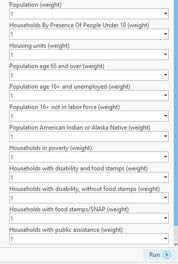 Population (weight)
1
Households By Presence Of People Under 18 (weight)
1
Housing units (weight)
1
Population age 65 and over (weight)
1
Population age 16+ and unemployed (weight)
1
Population 16+ not in labor force (weight)
1
Population American Indian or Alaska Native (weight)
1
Households in poverty (weight)
1
Households with disability and food stamps (weight)
1
Households with disability, without food stamps (weight)
1
Households with food stamps/SNAP (weight)
1
Households with public assistance (weight)
1
Run